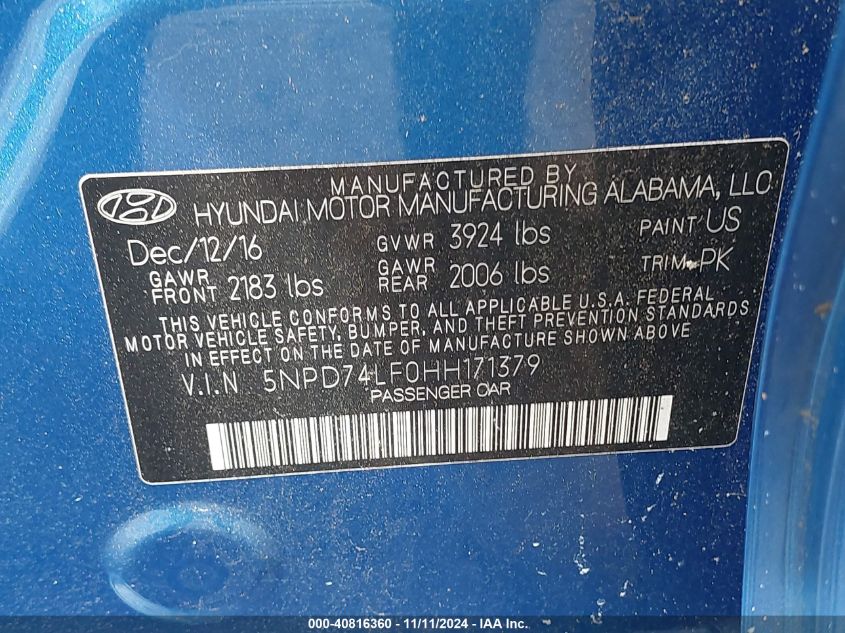 MANUFACTURED BY
HYUNDAI MOTOR MANUFACTURING ALABAMA, LLC
Dec/12/16 GVWR 3924 lbs PAINT US
GAWR FRONT 2183 lbs GAWR REAR 2006 lbs TRIM PK
THIS VEHICLE CONFORMS TO ALL APPLICABLE U.S.A. FEDERAL
MOTOR VEHICLE SAFETY, BUMPER, AND THEFT PREVENTION STANDARDS
IN EFFECT ON THE DATE OF MANUFACTURE SHOWN ABOVE
V.I.N 5NPD74LF0HH171379
PASSENGER CAR
000-40816360 - 11/11/2024 - IAA Inc.